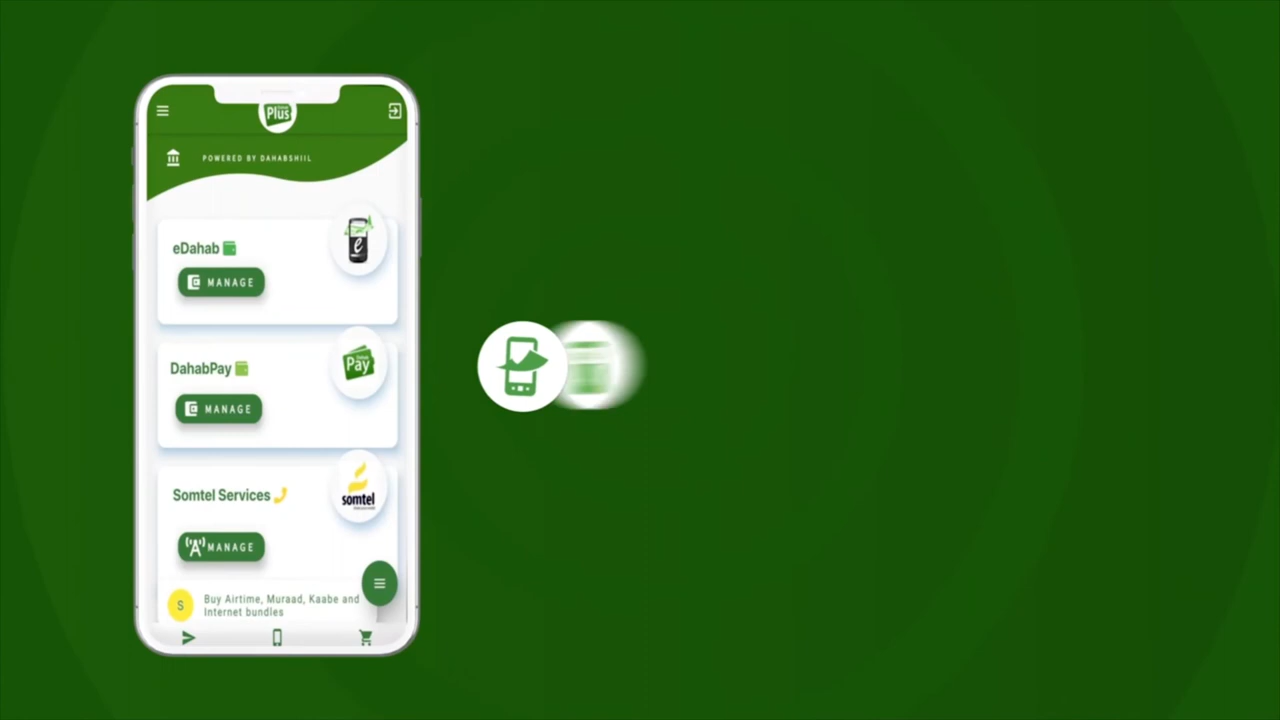 Plus
POWERED BY DAHABSHIIL
eDahab
MANAGE
DahabPay
Pay
MANAGE
Somtel Services
somtel
MANAGE
S
Buy Airtime, Muraad, Kaabe and
Internet bundles